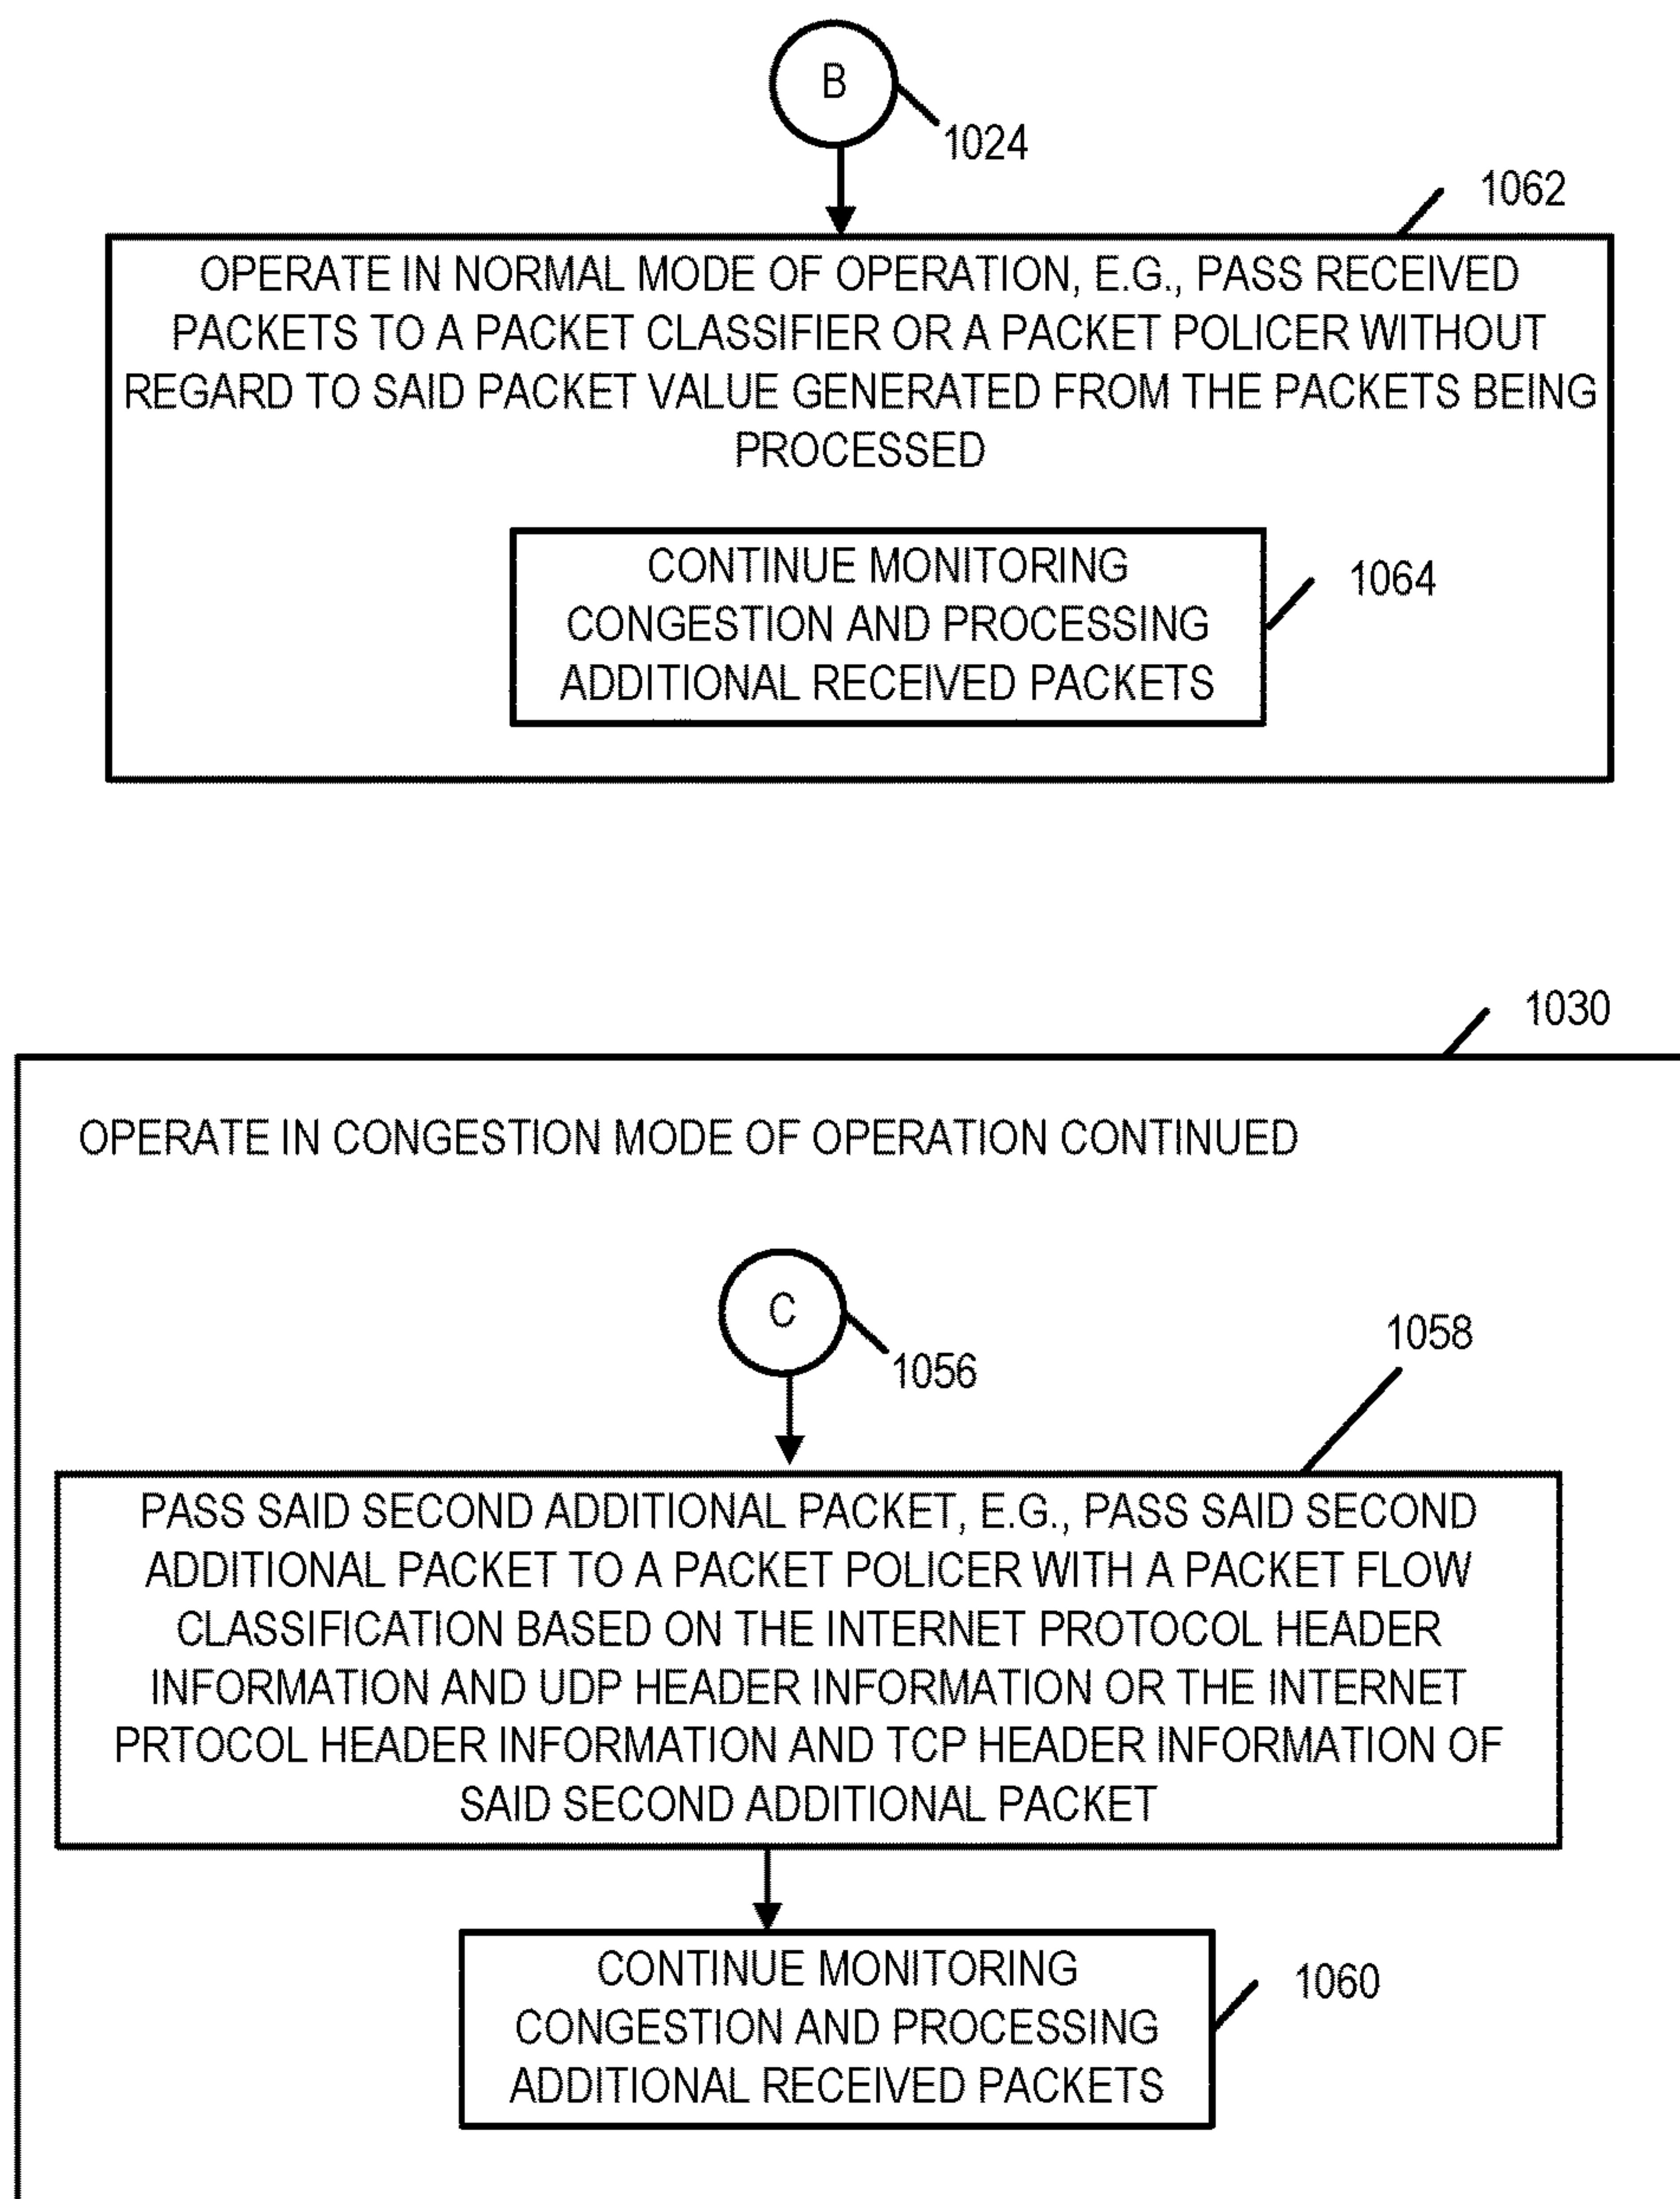 B
1024
1062
OPERATE IN NORMAL MODE OF OPERATION, E.G., PASS RECEIVED
PACKETS TO A PACKET CLASSIFIER OR A PACKET POLICER WITHOUT
REGARD TO SAID PACKET VALUE GENERATED FROM THE PACKETS BEING
PROCESSED
CONTINUE MONITORING
CONGESTION AND PROCESSING
ADDITIONAL RECEIVED PACKETS
1064
1030
OPERATE IN CONGESTION MODE OF OPERATION CONTINUED
C
1056
1058
PASS SAID SECOND ADDITIONAL PACKET, E.G., PASS SAID SECOND
ADDITIONAL PACKET TO A PACKET POLICER WITH A PACKET FLOW
CLASSIFICATION BASED ON THE INTERNET PROTOCOL HEADER
INFORMATION AND UDP HEADER INFORMATION OR THE INTERNET
PRTOCOL HEADER INFORMATION AND TCP HEADER INFORMATION OF
SAID SECOND ADDITIONAL PACKET
CONTINUE MONITORING
CONGESTION AND PROCESSING
ADDITIONAL RECEIVED PACKETS
1060